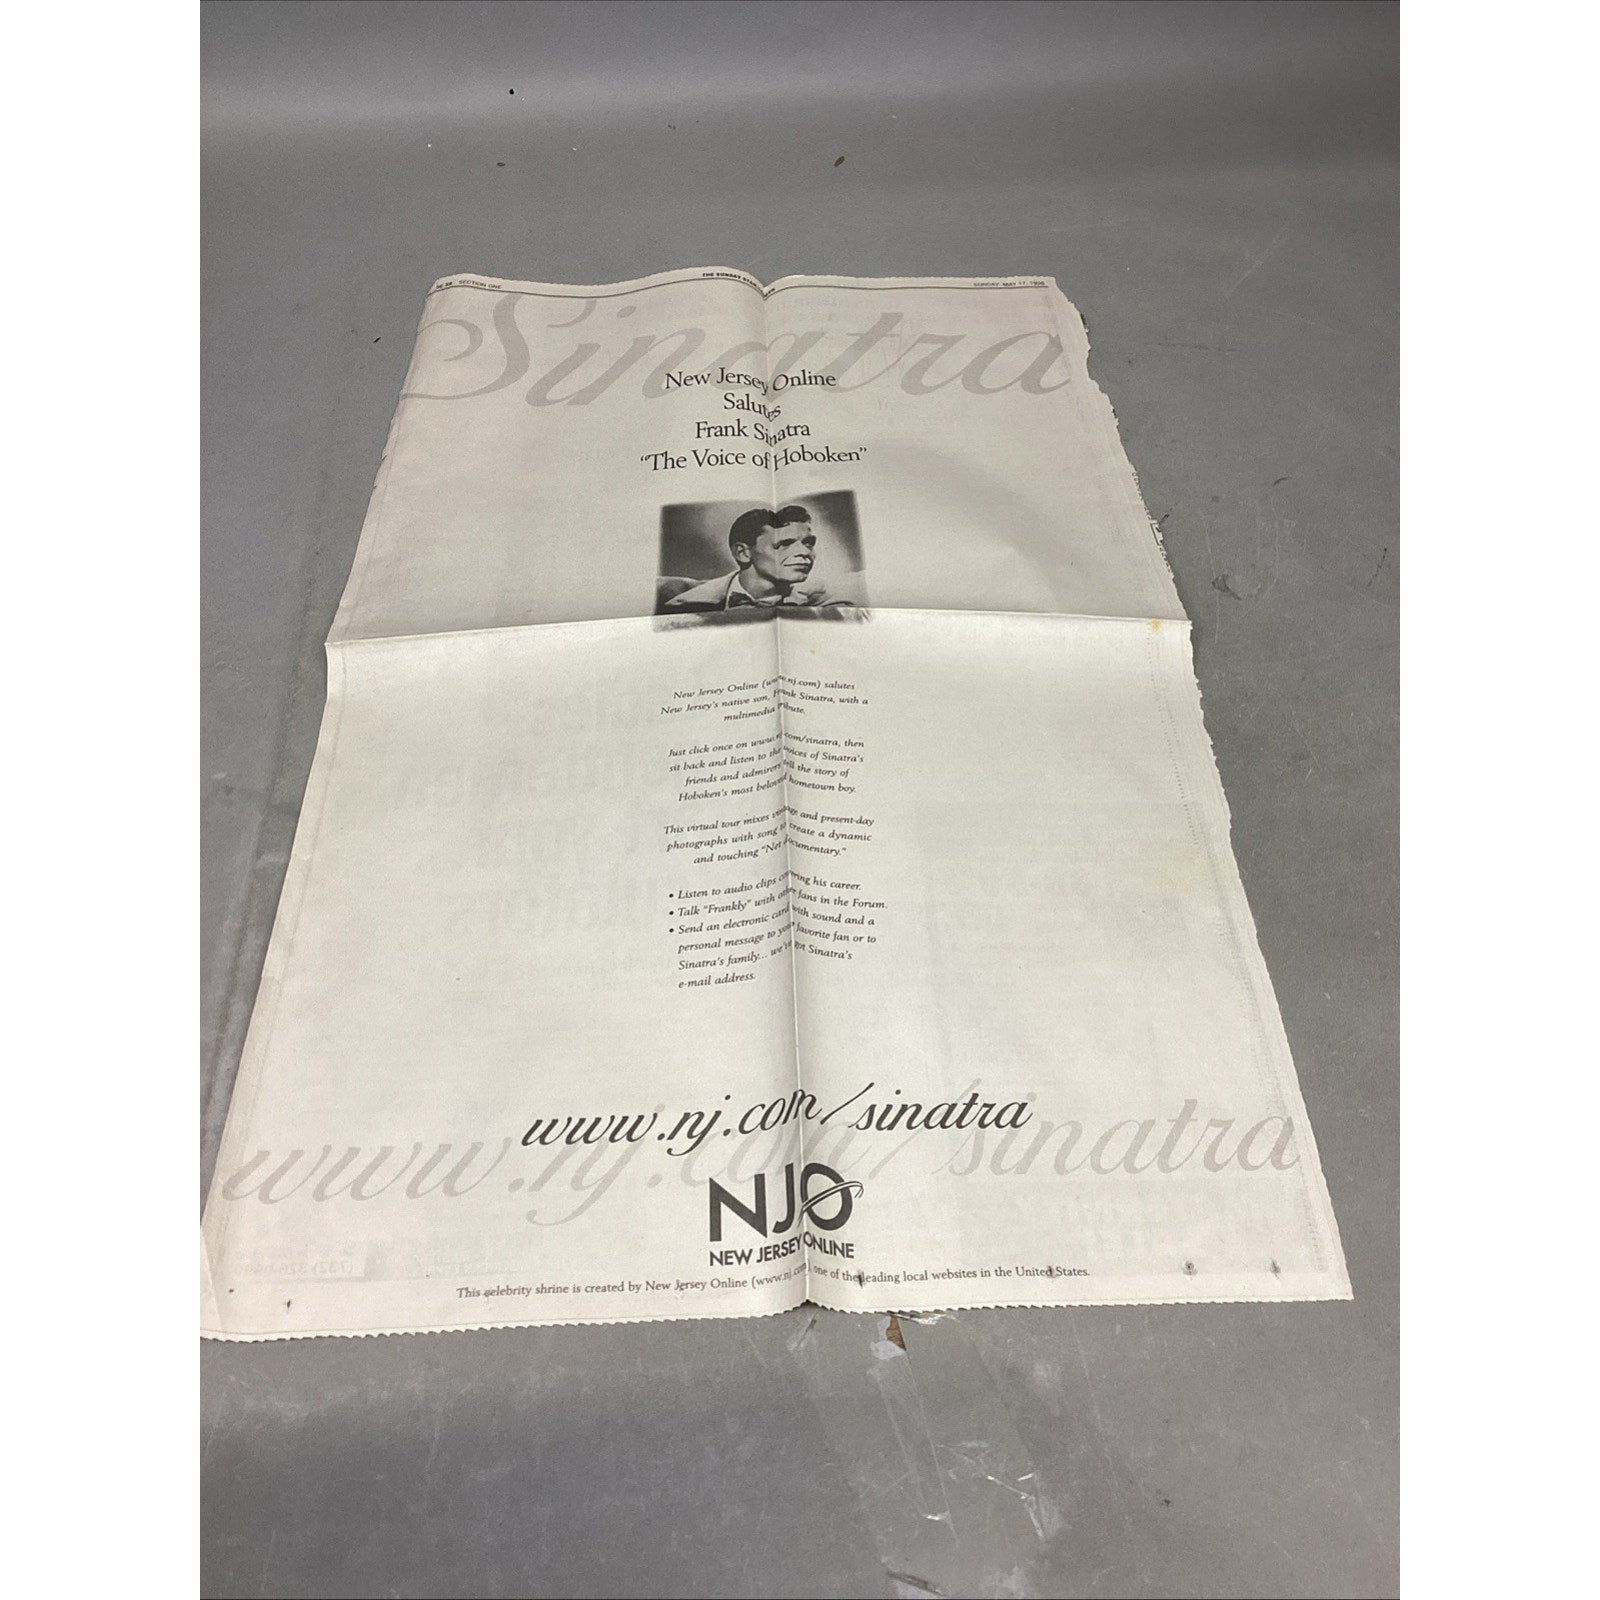 SECTION ONE
THE SUNDAY STAR
SUNDAY, MAY 17, 1998
Sinatra
New Jersey Online
Salutes
Frank Sinatra
“The Voice of Hoboken”
New Jersey Online (www.nj.com) salutes
New Jersey's native son, Frank Sinatra, with a
multimedia tribute.
Just click once on www.nj.com/sinatra, then
sit back and listen to the voices of Sinatra's
friends and admirers tell the story of
Hoboken's most beloved hometown boy.
This virtual tour mixes vintage and present-day
photographs with song to create a dynamic
and touching “Net documentary.”
• Listen to audio clips covering his career.
• Talk “Frankly” with other fans in the Forum.
• Send an electronic card with sound and a
personal message to your favorite fan or to
Sinatra's family... we've got Sinatra's
e-mail address.
www.nj.com/sinatra
www.nj.com/sinatra
NJO
NEW JERSEY ONLINE
This celebrity shrine is created by New Jersey Online (www.nj.com), one of the leading local websites in the United States.